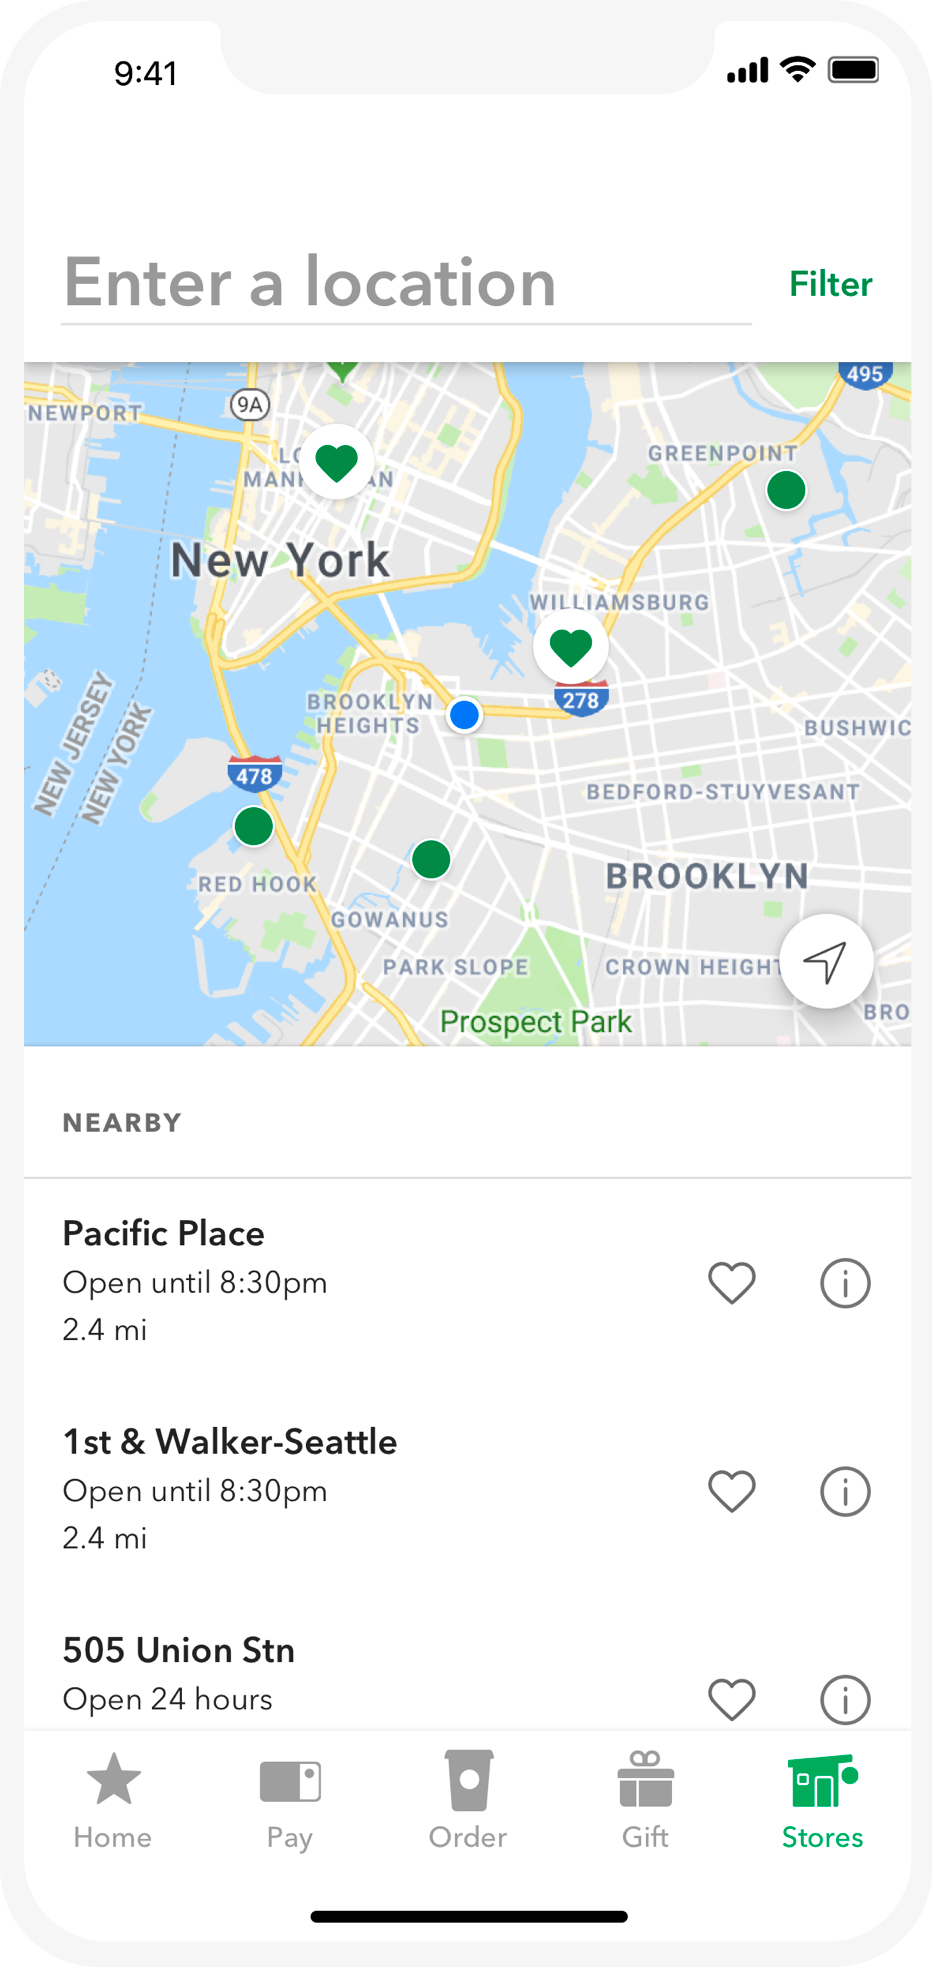 9:41
Enter a location
Filter
495
NEWPORT
9A
GREENPOINT
New York
WILLIAMSBURG
278
BROOKLYN
HEIGHTS
NEW JERSEY
NEW YORK
BUSHWIC
478
BEDFORD-STUYVESANT
BROOKLYN
RED HOOK
GOWANUS
PARK SLOPE
CROWN HEIGHT
BRO
Prospect Park
NEARBY
Pacific Place
Open until 8:30pm
2.4 mi
1st & Walker-Seattle
Open until 8:30pm
2.4 mi
505 Union Stn
Open 24 hours
Home
Pay
Order
Gift
Stores